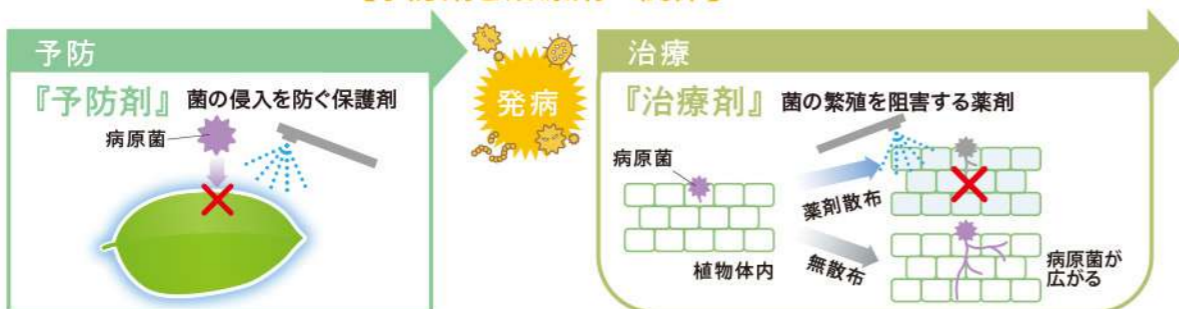 予防
『予防剤』 菌の侵入を防ぐ保護剤
病原菌
発病
治療
『治療剤』 菌の繁殖を阻害する薬剤
病原菌
薬剤散布
植物体内
無散布
病原菌が
広がる